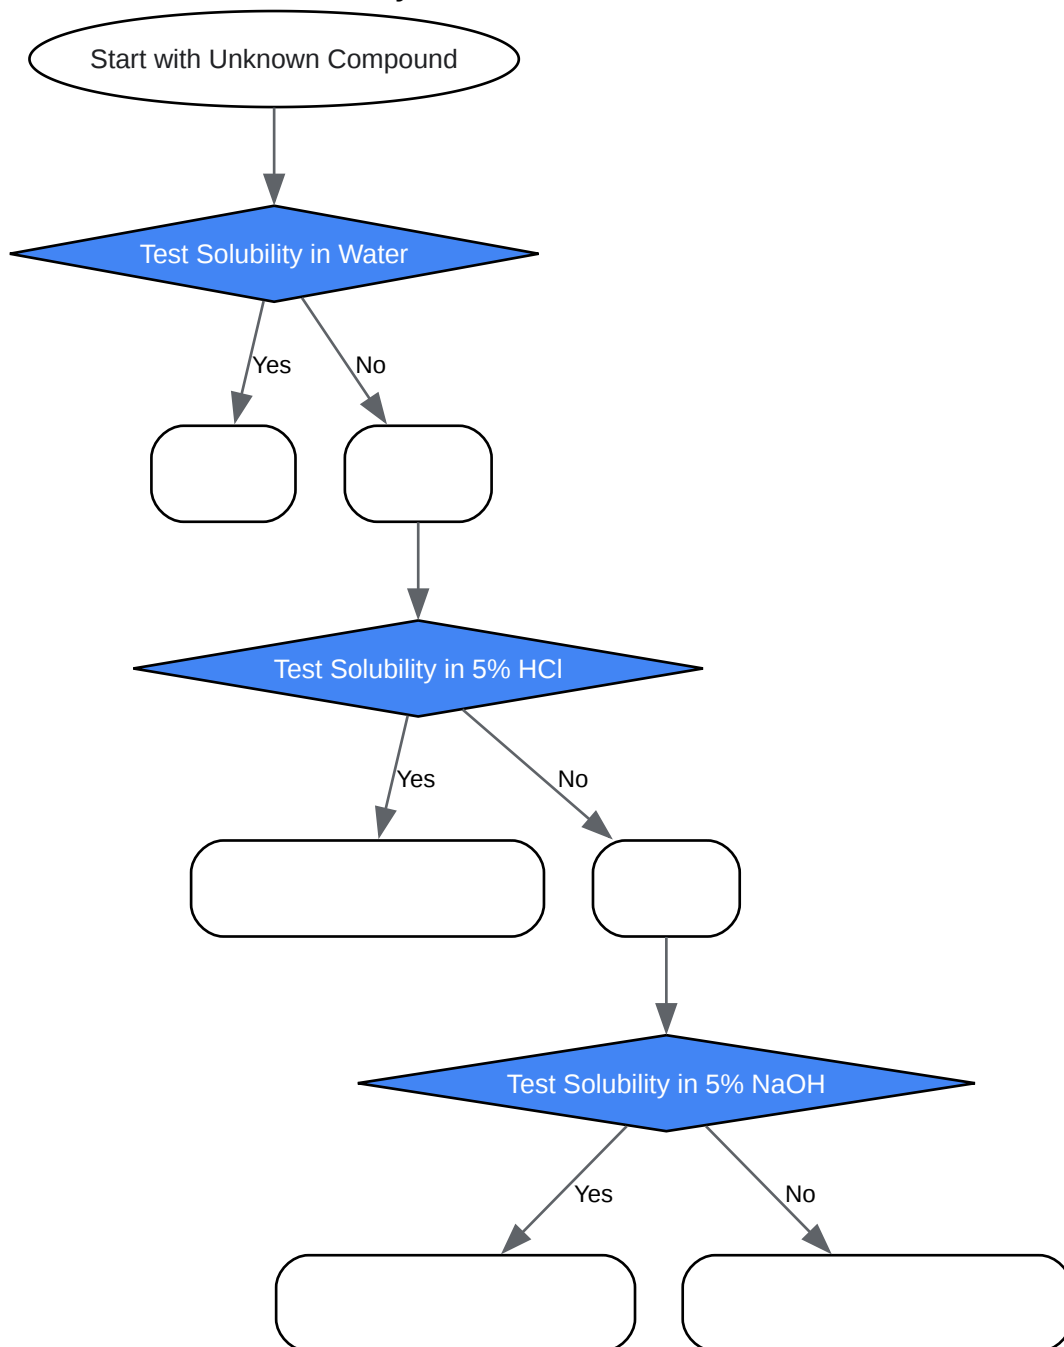 Start with Unknown Compound
Test Solubility in Water
Yes
No
Test Solubility in 5% HCl
Yes
No
Test Solubility in 5% NaOH
Yes
No